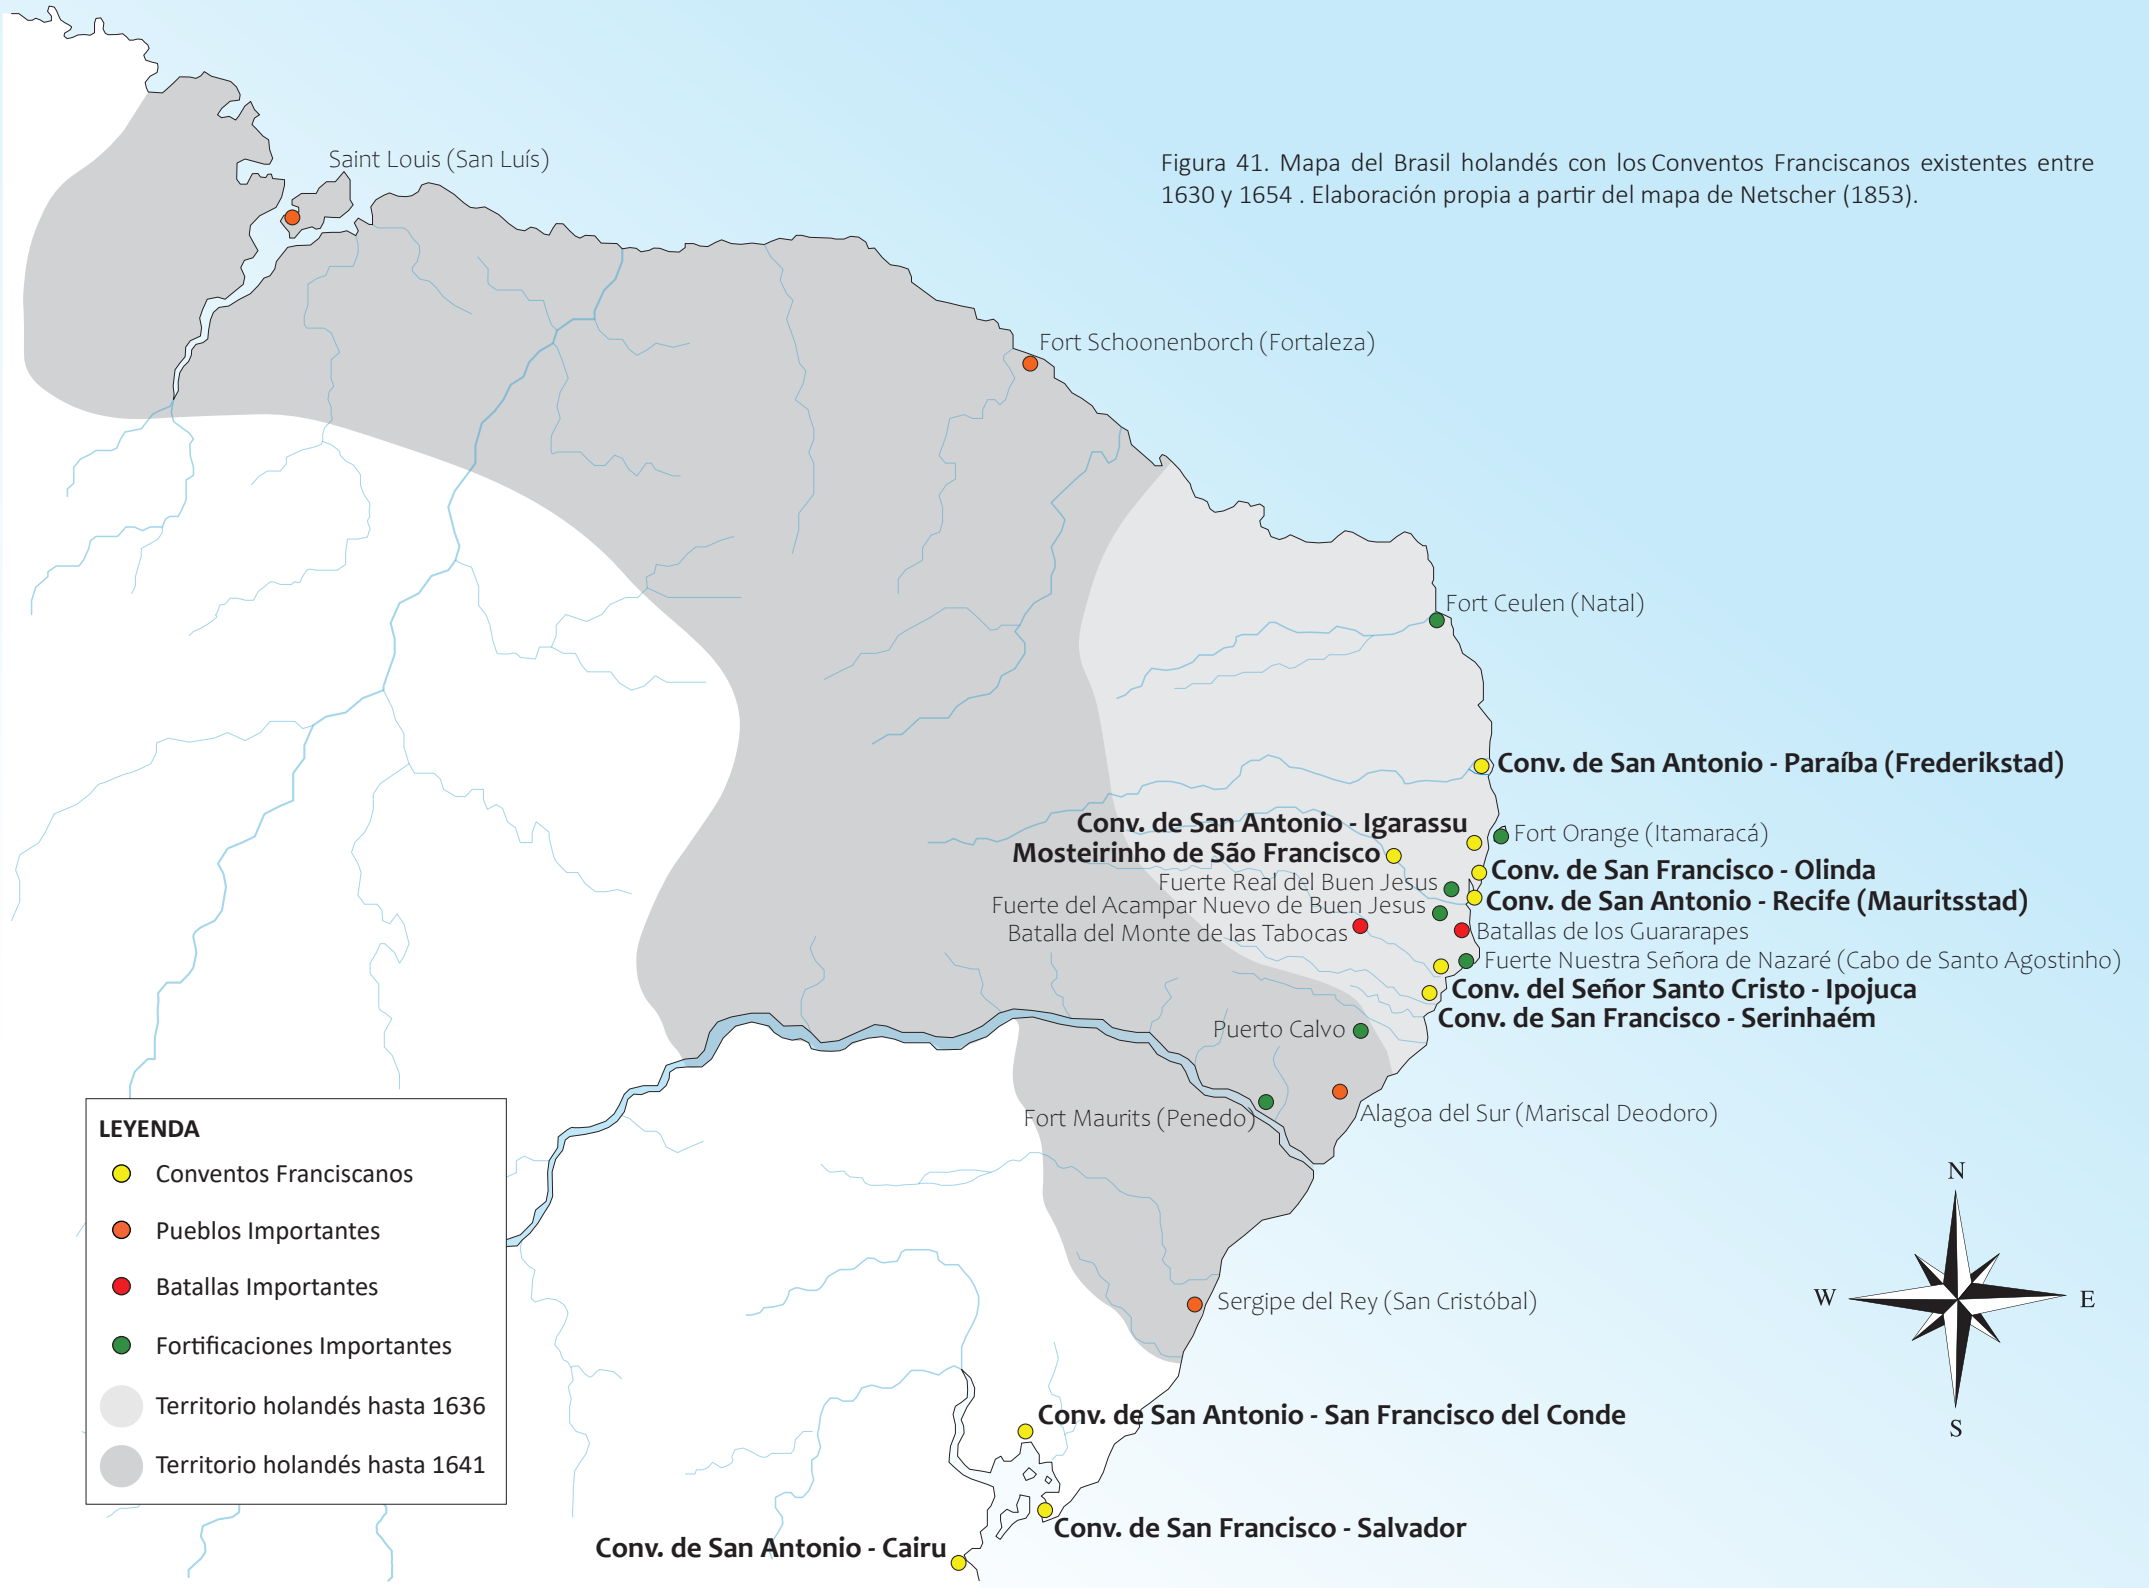 Saint Louis (San Luís)
Figura 41. Mapa del Brasil holandés con los Conventos Franciscanos existentes entre
1630 y 1654 . Elaboración propia a partir del mapa de Netscher (1853).
Fort Schoonenborch (Fortaleza)
Fort Ceulen (Natal)
Conv. de San Antonio - Paraíba (Frederikstad)
Conv. de San Antonio - Igarassu
Fort Orange (Itamaracá)
Mosteirinho de São Francisco
Conv. de San Francisco - Olinda
Fuerte Real del Buen Jesus
Conv. de San Antonio - Recife (Mauritsstad)
Fuerte del Acampar Nuevo de Buen Jesus
Batalla del Monte de las Tabocas
Batallas de los Guararapes
Fuerte Nuestra Señora de Nazaré (Cabo de Santo Agostinho)
Conv. del Señor Santo Cristo - Ipojuca
Conv. de San Francisco - Serinhaém
Puerto Calvo
Fort Maurits (Penedo)
Alagoa del Sur (Mariscal Deodoro)
LEYENDA
Conventos Franciscanos
Pueblos Importantes
Batallas Importantes
Fortificaciones Importantes
Territorio holandés hasta 1636
Territorio holandés hasta 1641
N
W
E
S
Sergipe del Rey (San Cristóbal)
Conv. de San Antonio - San Francisco del Conde
Conv. de San Francisco - Salvador
Conv. de San Antonio - Cairu